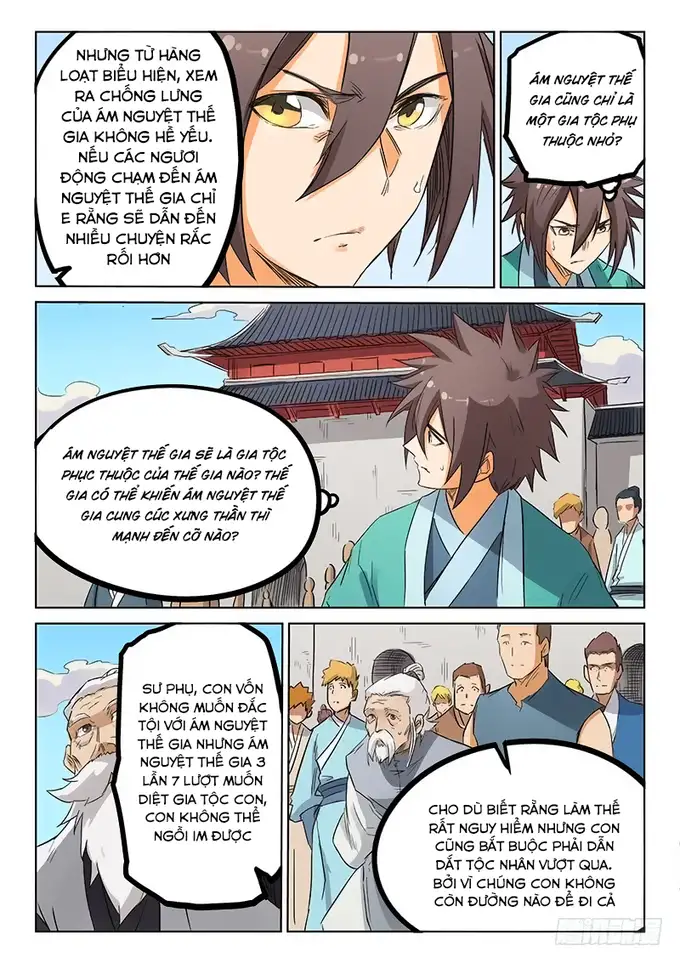 NHƯNG TỪ HÀNG
LOẠT BIỂU HIỆN, XEM
RA CHỐNG LƯNG
CỦA ÁM NGUYỆT THẾ
GIA KHÔNG HỀ YẾU.
NẾU CÁC NGƯƠI
ĐỘNG CHẠM ĐẾN ÁM
NGUYỆT THẾ GIA CHỈ
E RẰNG SẼ DẪN ĐẾN
NHIỀU CHUYỆN RẮC
RỐI HƠN
ÁM NGUYỆT THẾ
GIA CŨNG CHỈ LÀ
MỘT GIA TỘC PHỤ
THUỘC NHỎ?
ÁM NGUYỆT THẾ GIA SẼ LÀ GIA TỘC
PHỤC THUỘC CỦA THẾ GIA NÀO? THẾ
GIA CÓ THỂ KHIẾN ÁM NGUYỆT THẾ
GIA CUNG CÚC XƯNG THẦN THÌ
MẠNH ĐẾN CỠ NÀO?
SƯ PHỤ, CON VỐN
KHÔNG MUỐN ĐẮC
TỘI VỚI ÁM NGUYỆT
THẾ GIA NHƯNG ÁM
NGUYỆT THẾ GIA 3
LẦN 7 LƯỢT MUỐN
DIỆT GIA TỘC CON,
CON KHÔNG THỂ
NGỒI IM ĐƯỢC
CHO DÙ BIẾT RẰNG LÀM THẾ
RẤT NGUY HIỂM NHƯNG CON
CŨNG BẮT BUỘC PHẢI DẪN
DẮT TỘC NHÂN VƯỢT QUA.
BỞI VÌ CHÚNG CON KHÔNG
CÒN ĐƯỜNG NÀO ĐỂ ĐI CẢ